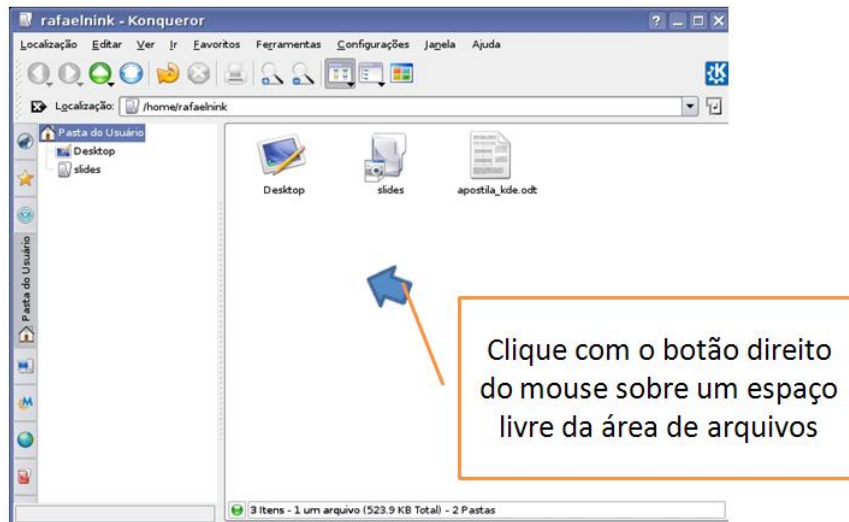 rafaelnink - Konqueror
Localização Editar Ver Ir Favoritos Ferramentas Configurações Janela Ajuda
Localização: /home/rafaelnink
Pasta do Usuário
Desktop
slides
Pasta do Usuário
Desktop slides apostila_kde.odt
Clique com o botão direito
do mouse sobre um espaço
livre da área de arquivos
3 Itens - 1 um arquivo (523.9 KB Total) - 2 Pastas